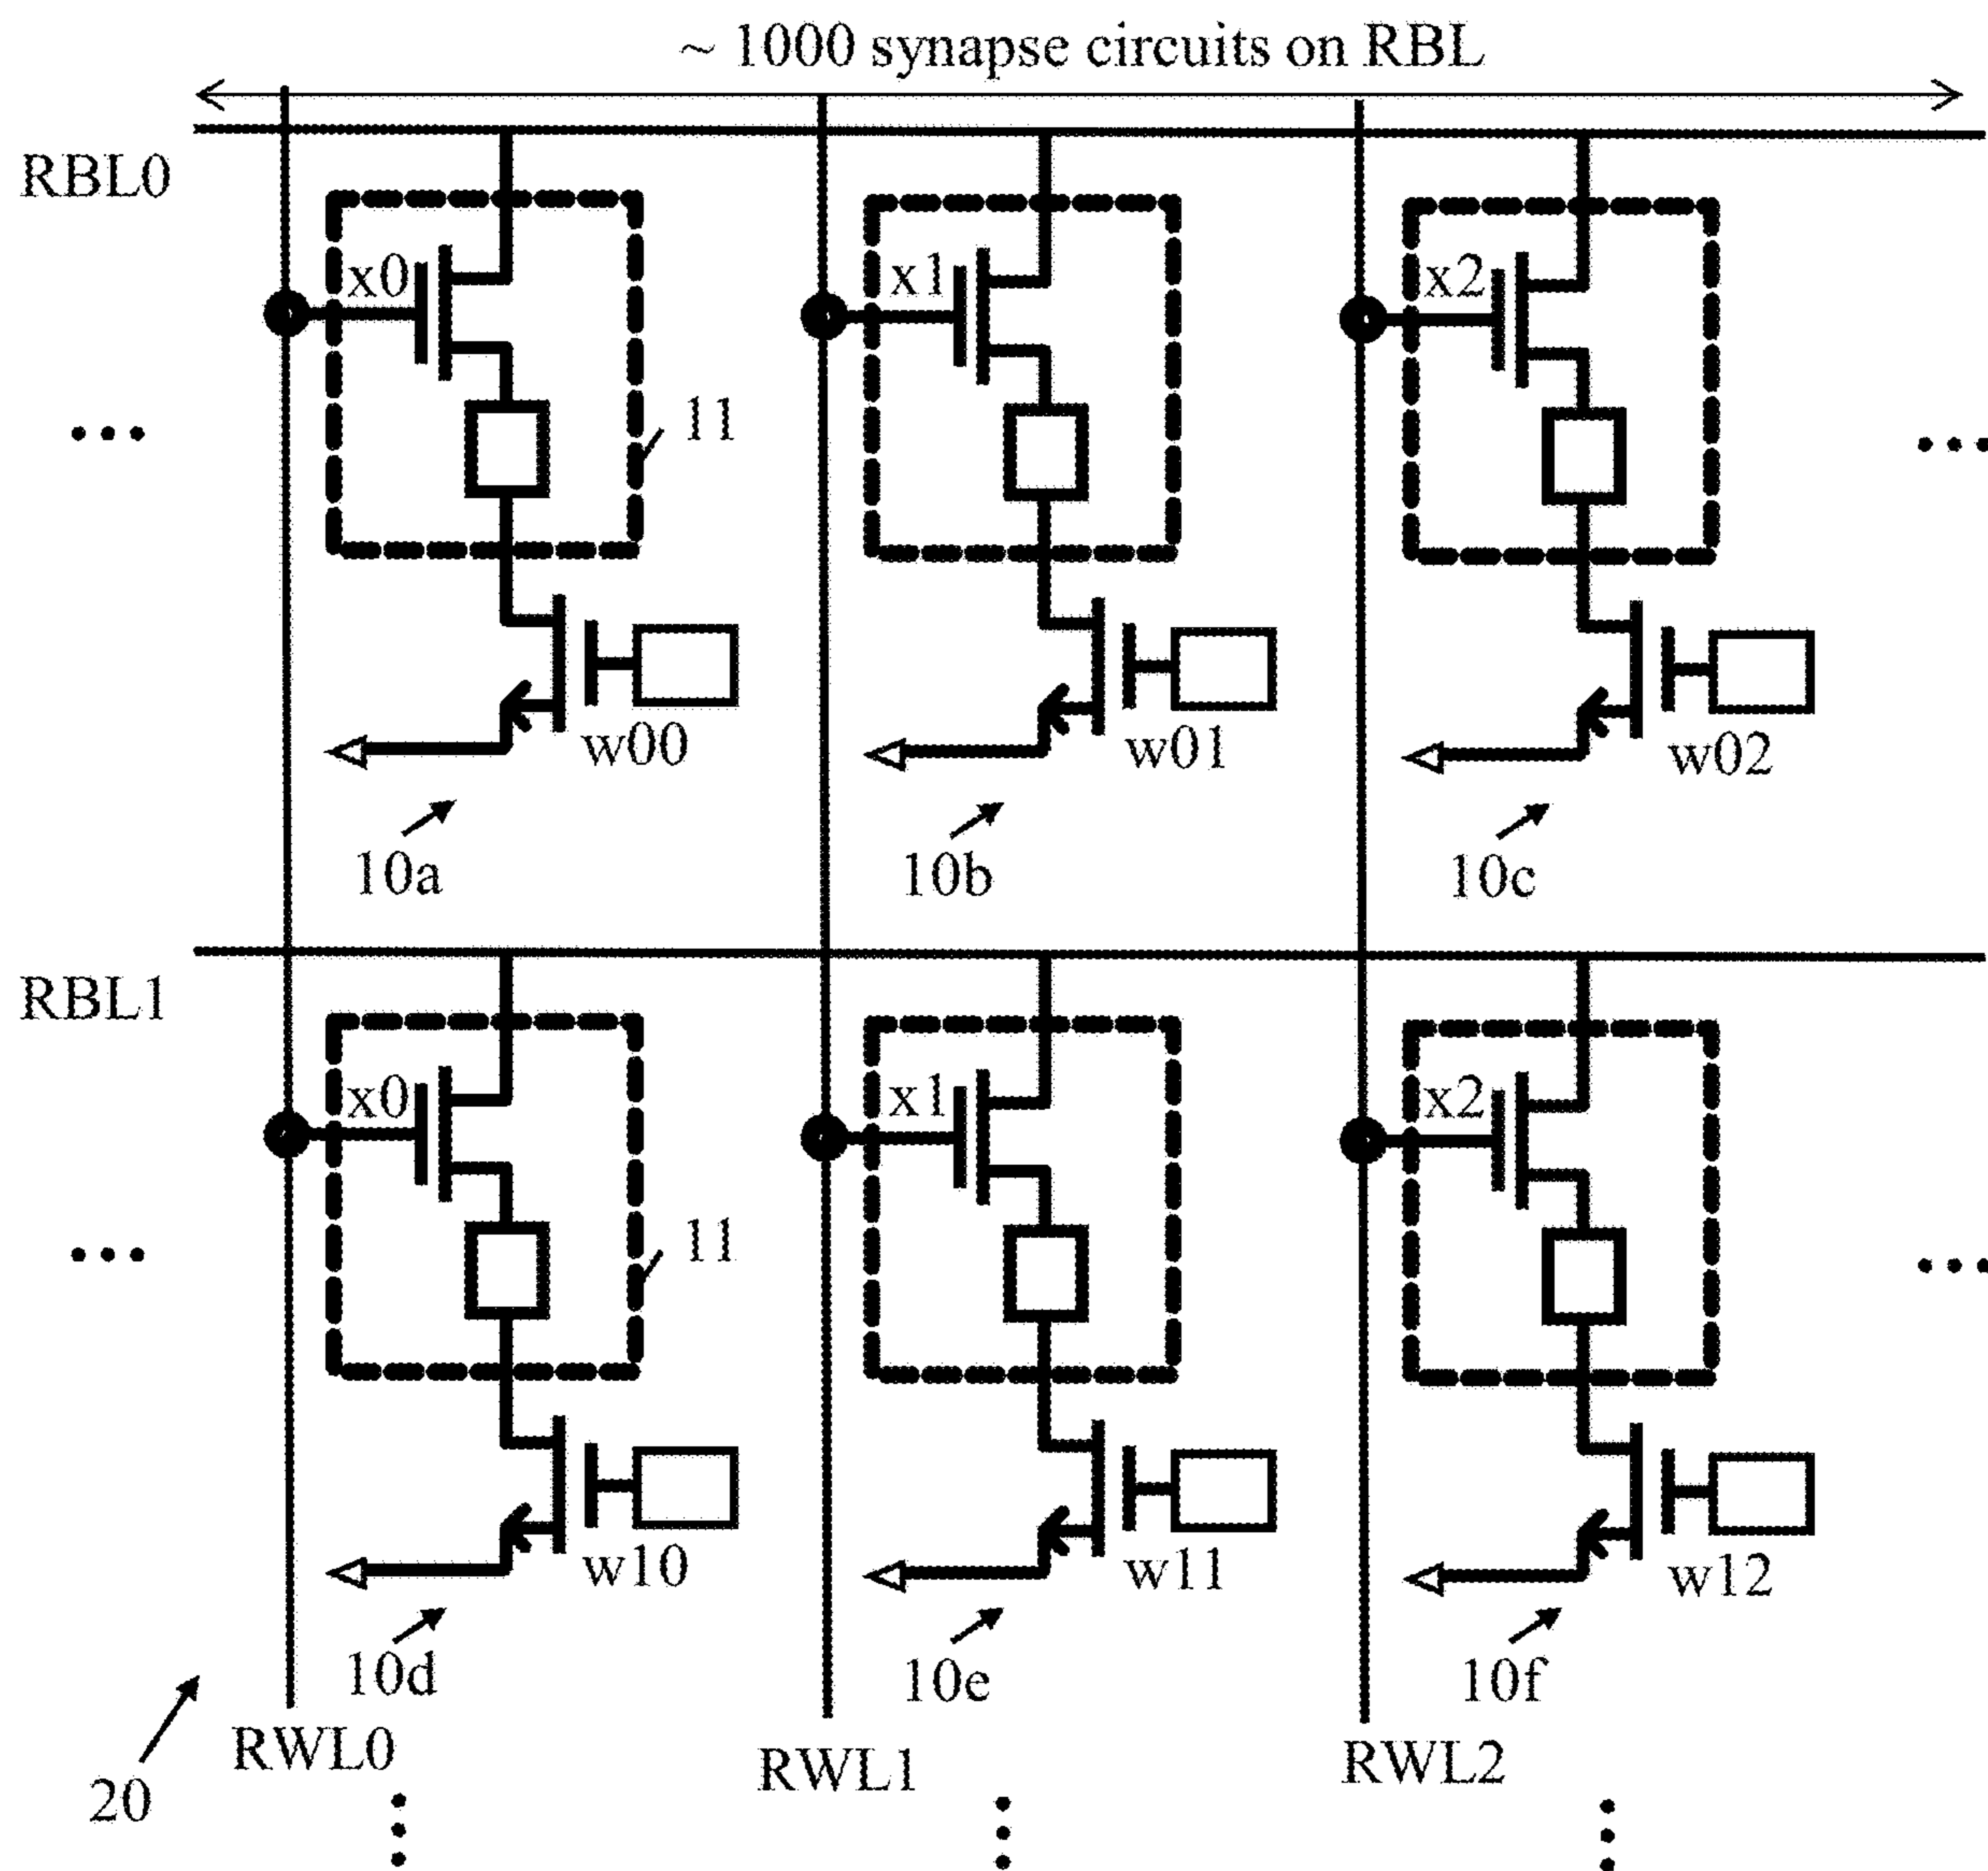 ~ 1000 synapse circuits on RBL
RBL0
x0 x1 x2
... 11 ...
w00 w01 w02
10a 10b 10c
RBL1
x0 x1 x2
... 11 ...
w10 w11 w12
10d 10e 10f
RWL0 RWL1 RWL2
20